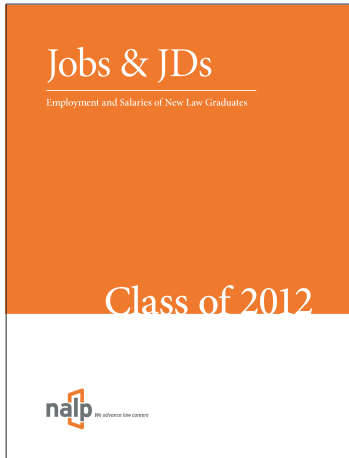 Jobs & JDs
Employment and Salaries of New Law Graduates
Class of 2012
nalp We advance law careers